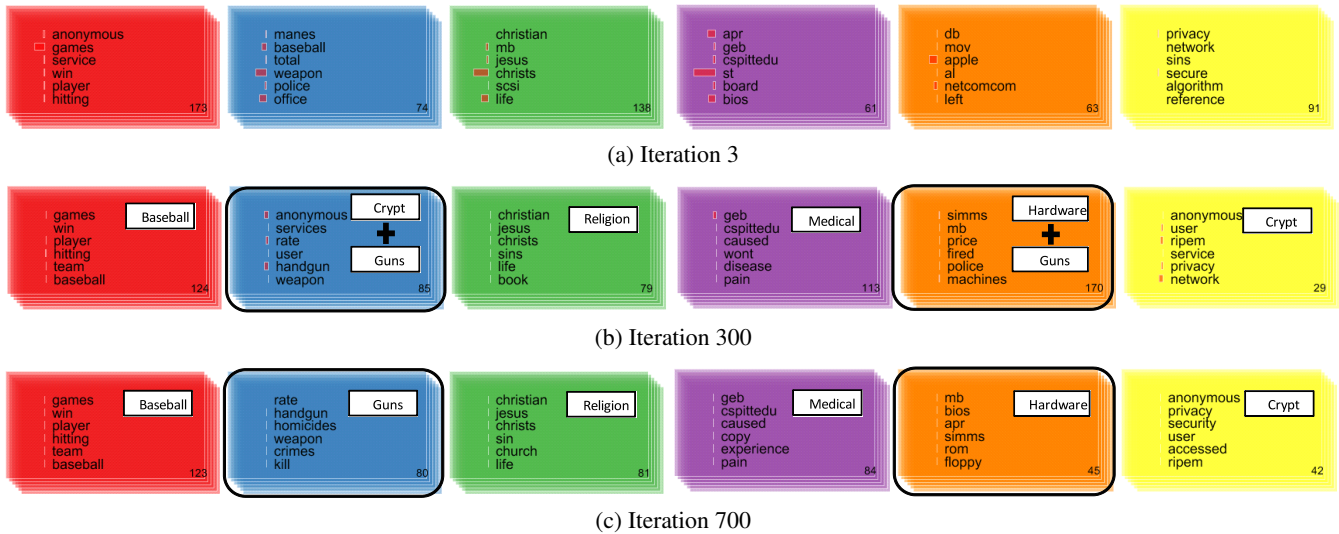 anonymous
games
service
win
player
hitting
173
manes
baseball
total
weapon
police
office
74
christian
mb
jesus
christs
scsi
life
138
apr
geb
cspittedu
st
board
bios
61
db
mov
apple
al
netcomcom
left
63
privacy
network
sins
secure
algorithm
reference
91
(a) Iteration 3
games
win
player
hitting
team
baseball
Baseball
124
anonymous
services
rate
user
handgun
weapon
Crypt
+
Guns
85
christian
jesus
christs
sins
life
book
Religion
79
geb
cspittedu
caused
wont
disease
pain
Medical
113
simms
mb
price
fired
police
machines
Hardware
+
Guns
170
anonymous
user
ripem
service
privacy
network
Crypt
29
(b) Iteration 300
games
win
player
hitting
team
baseball
Baseball
123
rate
handgun
homicides
weapon
crimes
kill
Guns
80
christian
jesus
christs
sin
church
life
Religion
81
geb
cspittedu
caused
copy
experience
pain
Medical
84
mb
bios
apr
simms
rom
floppy
Hardware
45
anonymous
privacy
security
user
accessed
ripem
Crypt
42
(c) Iteration 700